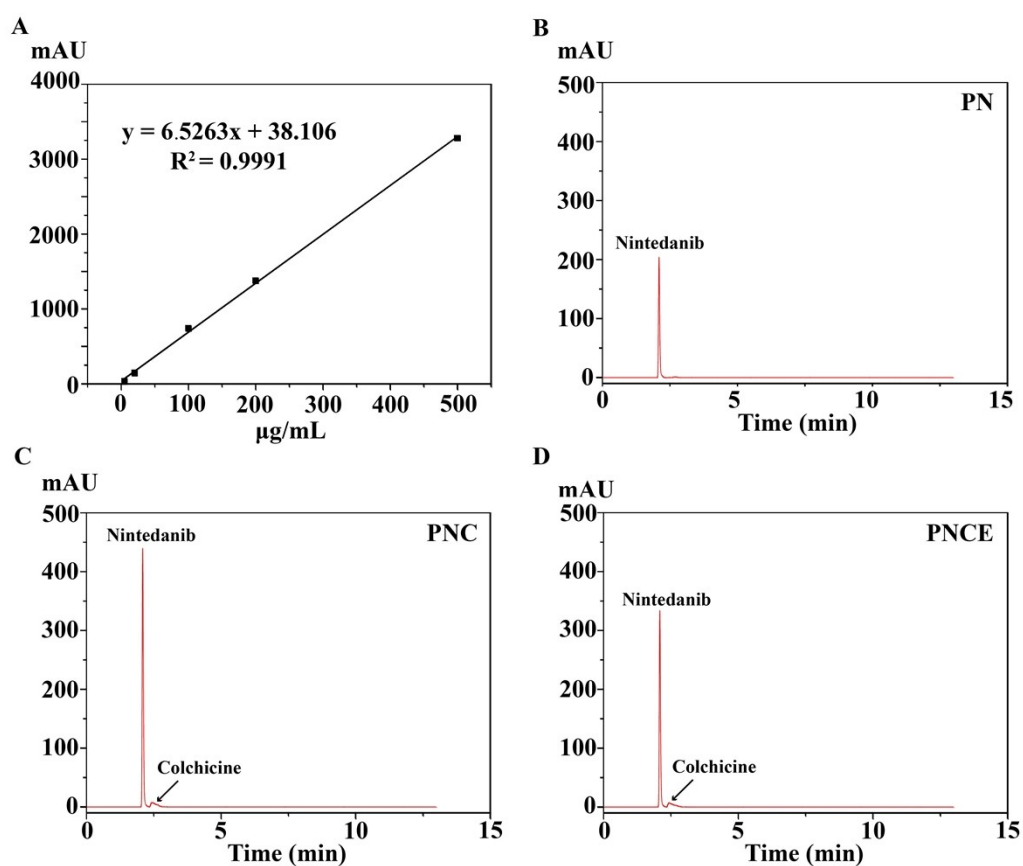 A
mAU
4000
3000
2000
1000
0
y = 6.5263x + 38.106
R² = 0.9991
0 100 200 300 400 500
µg/mL
B
mAU
500
400
300
200
100
0
PN
Nintedanib
0 5 10 15
Time (min)
C
mAU
500
400
300
200
100
0
PNC
Nintedanib
Colchicine
0 5 10 15
Time (min)
D
mAU
500
400
300
200
100
0
PNCE
Nintedanib
Colchicine
0 5 10 15
Time (min)